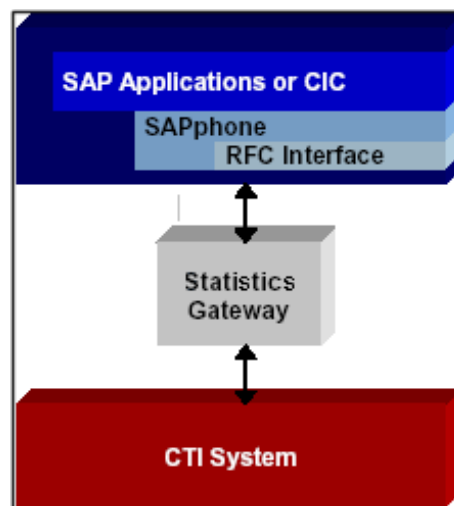 SAP Applications or CIC
SAPphone
RFC Interface
Statistics
Gateway
CTI System